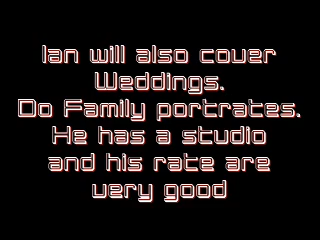 Ian will also cover
Weddings.
Do Family portrates.
He has a studio
and his rate are
very good